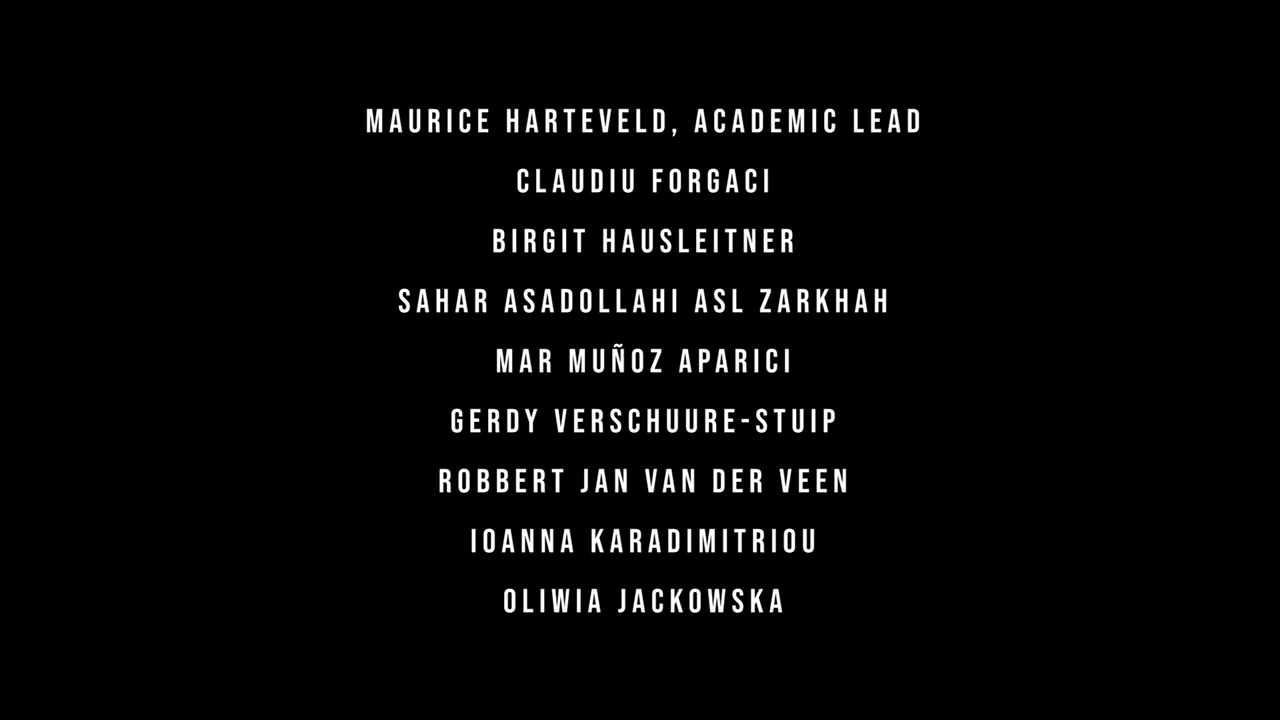 MAURICE HARTEVELD, ACADEMIC LEAD
CLAUDIU FORGACI
BIRGIT HAUSLEITNER
SAHAR ASADOLLAHI ASL ZARKHAH
MAR MUÑOZ APARICI
GERDY VERSCHUURE-STUIP
ROBBERT JAN VAN DER VEEN
IOANNA KARADIMITRIOU
OLIWIA JACKOWSKA